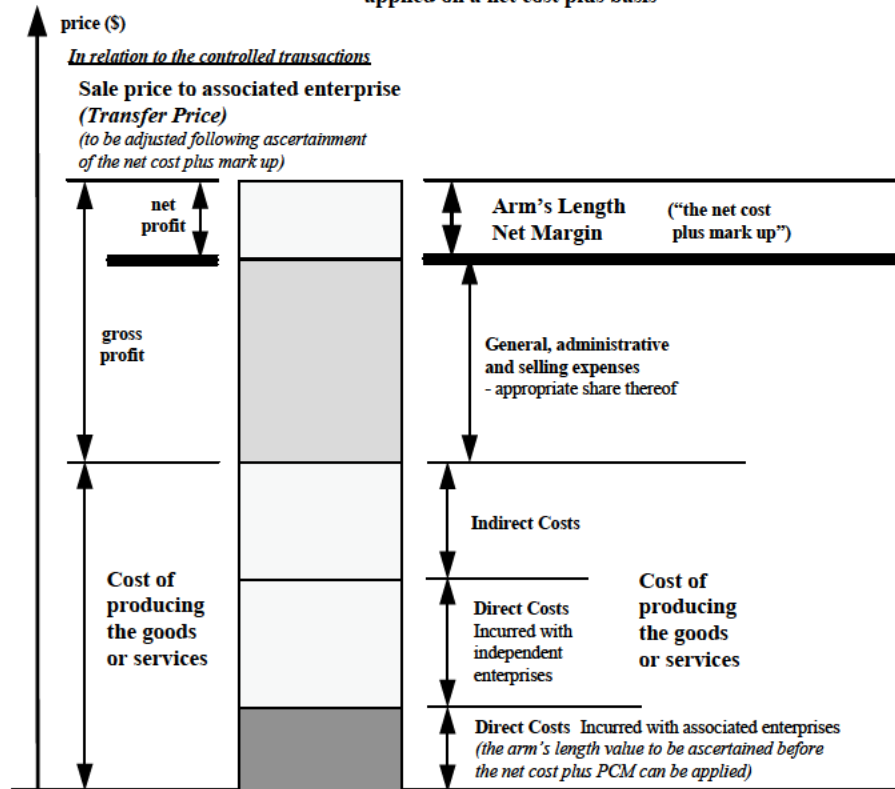 applied on a net cost plus basis
price ($)
In relation to the controlled transactions
Sale price to associated enterprise
(Transfer Price)
(to be adjusted following ascertainment
of the net cost plus mark up)
net
profit
Arm's Length
Net Margin
("the net cost
plus mark up")
gross
profit
General, administrative
and selling expenses
- appropriate share thereof
Indirect Costs
Cost of
producing
the goods
or services
Direct Costs
Incurred with
independent
enterprises
Cost of
producing
the goods
or services
Direct Costs Incurred with associated enterprises
(the arm's length value to be ascertained before
the net cost plus PCM can be applied)